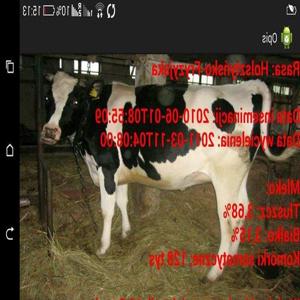 15:13
10%
Opis
Rasa: Holsztyńsko-Fryzyjska
Data inseminacji: 2010-06-01T08:55:09
Data wycielenia: 2011-03-11T04:08:00
Mleko:
Tłuszcz: 3,68%
Białko: 3,35%
Komórki somatyczne: 128 tys